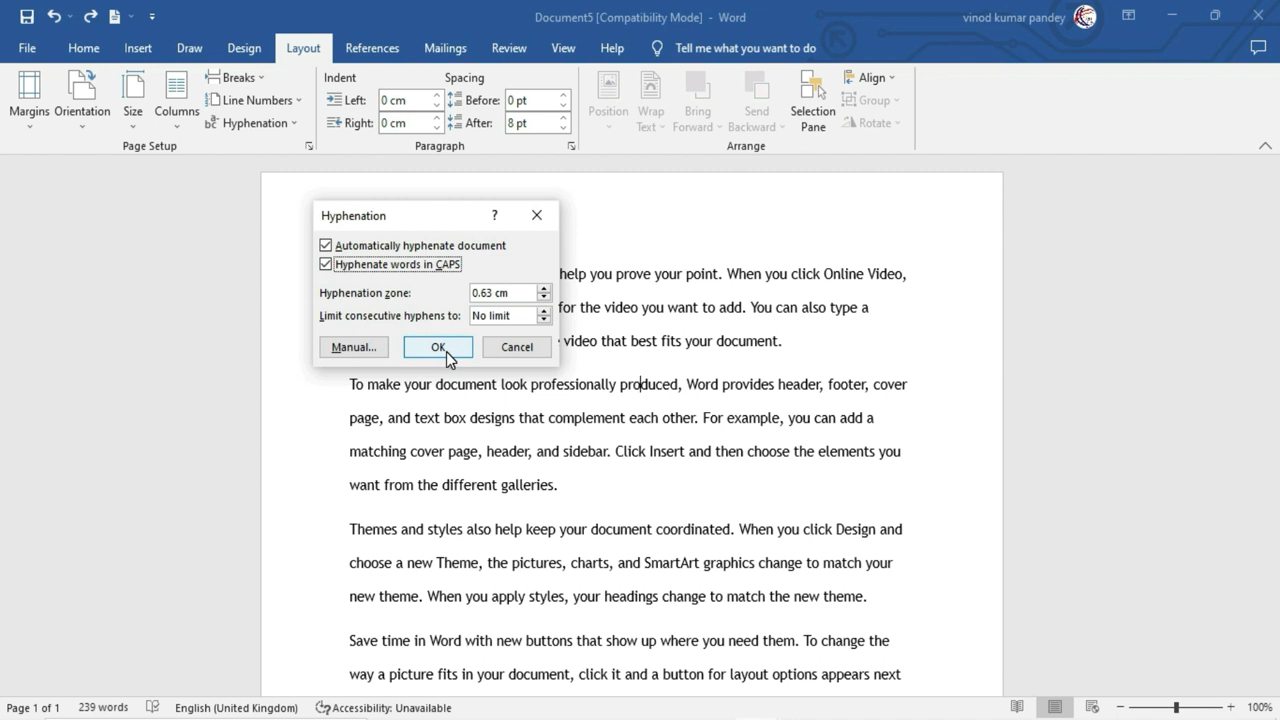 Document5 [Compatibility Mode] - Word
vinod kumar pandey
File Home Insert Draw Design Layout References Mailings Review View Help Tell me what you want to do
Margins
Orientation
Size
Columns
Breaks
Line Numbers
Hyphenation
Page Setup
Indent
Left: 0 cm
Right: 0 cm
Spacing
Before: 0 pt
After: 8 pt
Paragraph
Position
Wrap
Text
Bring
Forward
Send
Backward
Selection
Pane
Align
Group
Rotate
Arrange
Hyphenation ?
Automatically hyphenate document
Hyphenate words in CAPS
Hyphenation zone: 0.63 cm
Limit consecutive hyphens to: No limit
Manual... OK Cancel
help you prove your point. When you click Online Video,
for the video you want to add. You can also type a
video that best fits your document.
To make your document look professionally produced, Word provides header, footer, cover
page, and text box designs that complement each other. For example, you can add a
matching cover page, header, and sidebar. Click Insert and then choose the elements you
want from the different galleries.
Themes and styles also help keep your document coordinated. When you click Design and
choose a new Theme, the pictures, charts, and SmartArt graphics change to match your
new theme. When you apply styles, your headings change to match the new theme.
Save time in Word with new buttons that show up where you need them. To change the
way a picture fits in your document, click it and a button for layout options appears next
Page 1 of 1 239 words English (United Kingdom) Accessibility: Unavailable 100%